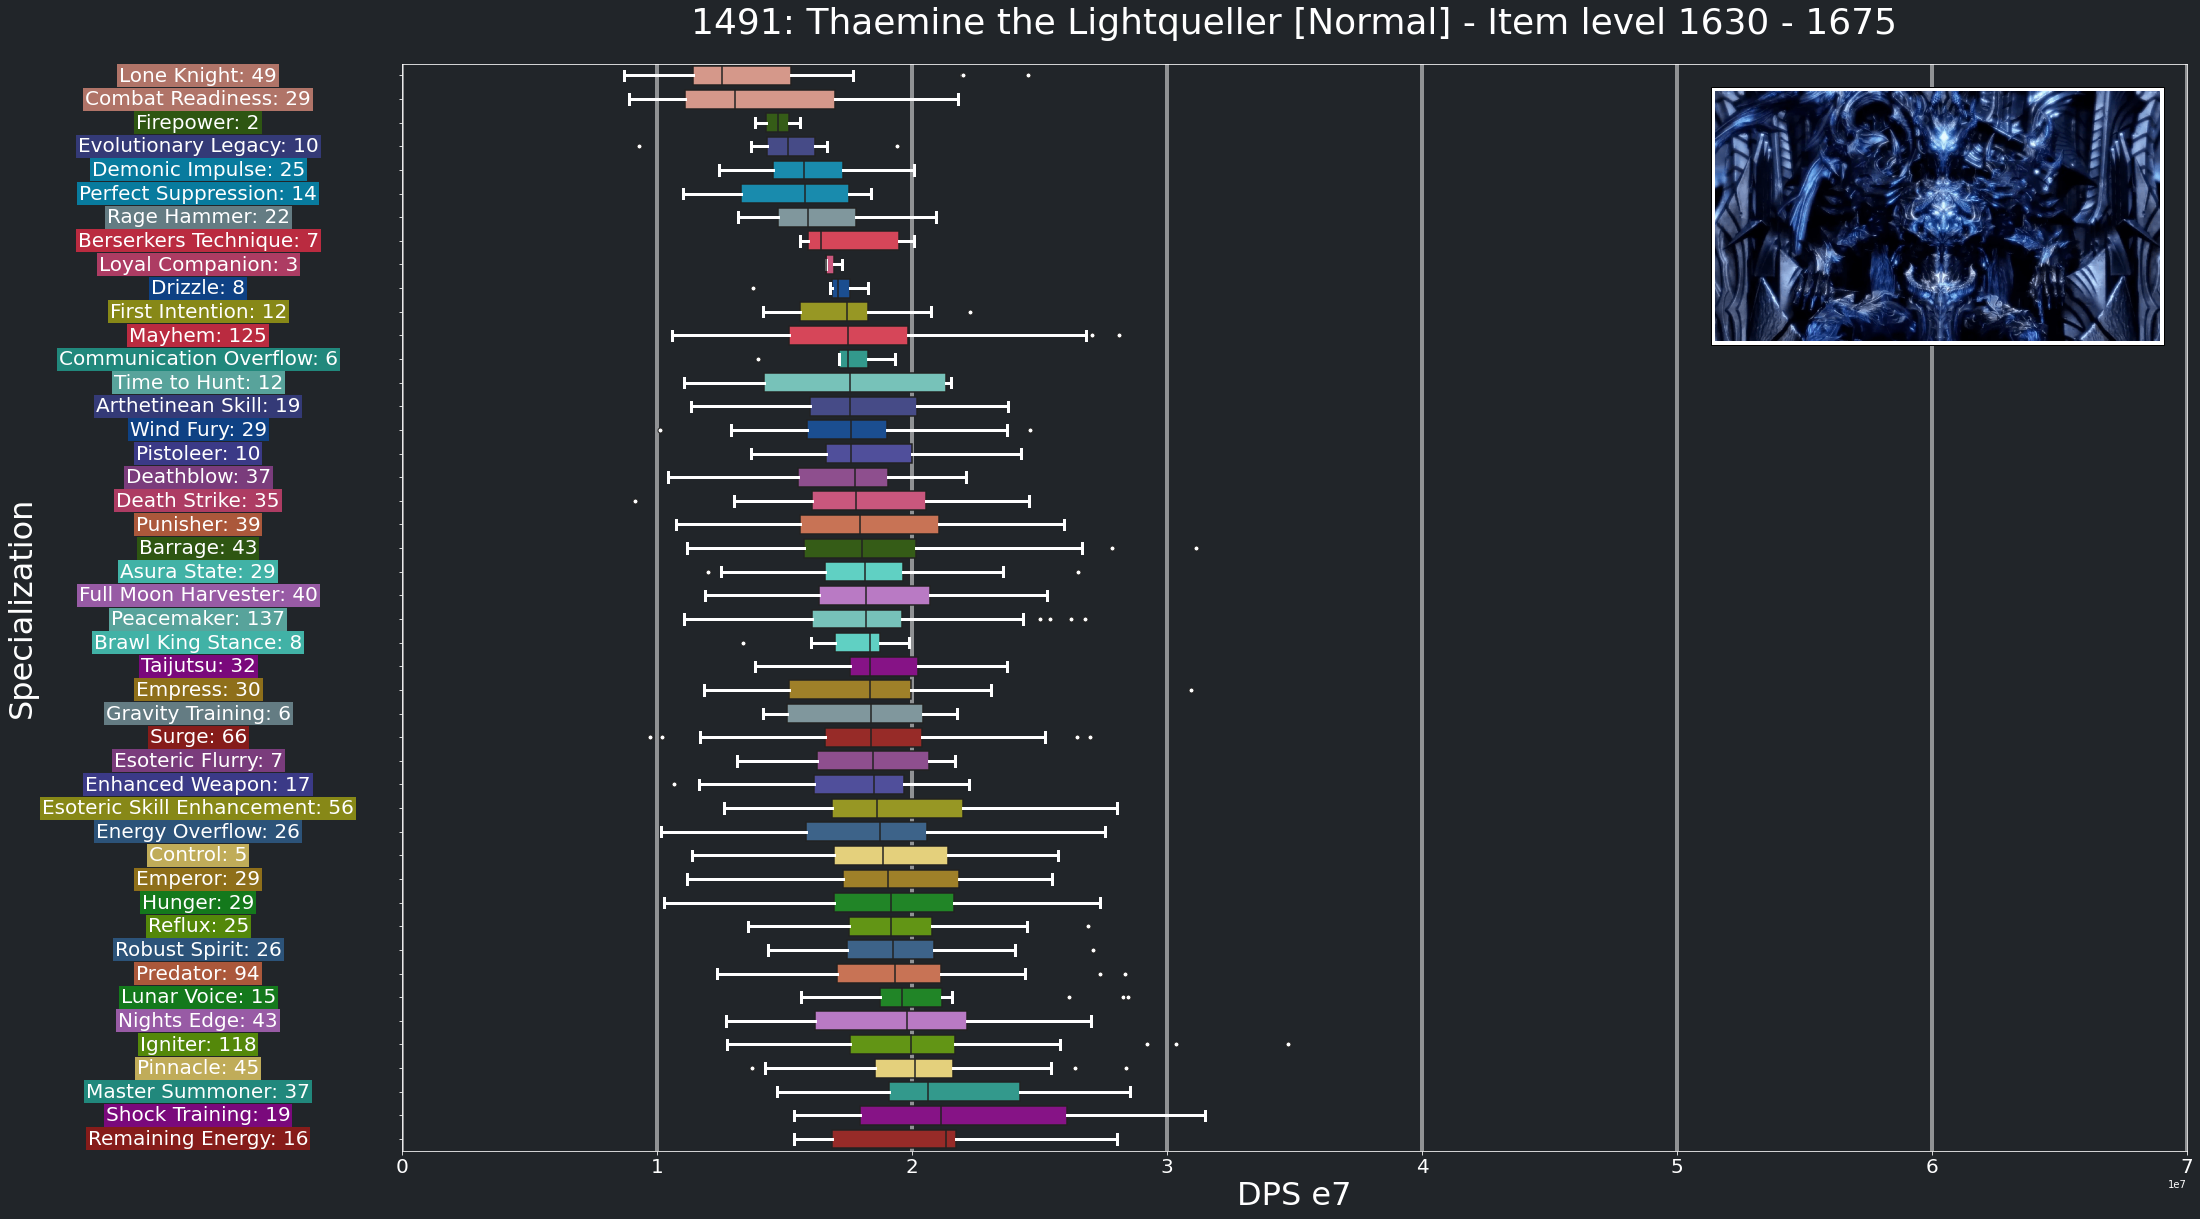 1491: Thaemine the Lightqueller [Normal] - Item level 1630 - 1675
Lone Knight: 49
Combat Readiness: 29
Firepower: 2
Evolutionary Legacy: 10
Demonic Impulse: 25
Perfect Suppression: 14
Rage Hammer: 22
Berserkers Technique: 7
Loyal Companion: 3
Drizzle: 8
First Intention: 12
Mayhem: 125
Communication Overflow: 6
Time to Hunt: 12
Arthetinean Skill: 19
Wind Fury: 29
Pistoleer: 10
Deathblow: 37
Death Strike: 35
Punisher: 39
Barrage: 43
Asura State: 29
Full Moon Harvester: 40
Peacemaker: 137
Brawl King Stance: 8
Taijutsu: 32
Empress: 30
Gravity Training: 6
Surge: 66
Esoteric Flurry: 7
Enhanced Weapon: 17
Esoteric Skill Enhancement: 56
Energy Overflow: 26
Control: 5
Emperor: 29
Hunger: 29
Reflux: 25
Robust Spirit: 26
Predator: 94
Lunar Voice: 15
Nights Edge: 43
Igniter: 118
Pinnacle: 45
Master Summoner: 37
Shock Training: 19
Remaining Energy: 16
Specialization
0 1 2 3 4 5 6 7
1e7
DPS e7